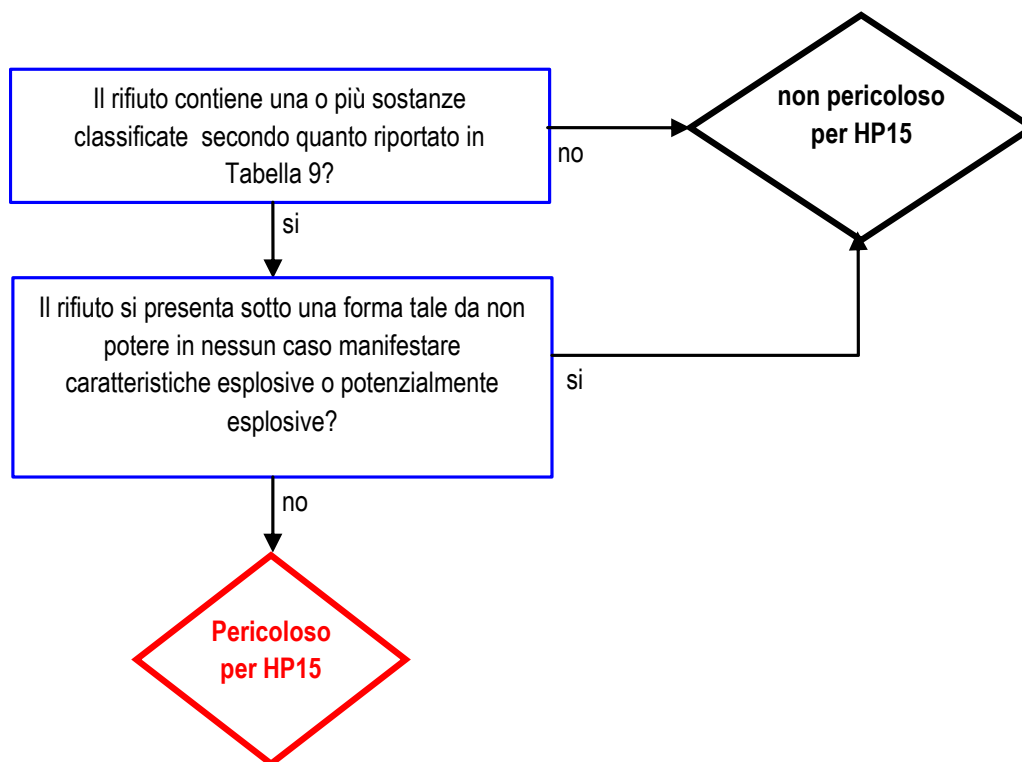 Il rifiuto contiene una o più sostanze
classificate secondo quanto riportato in
Tabella 9?
no
non pericoloso
per HP15
si
Il rifiuto si presenta sotto una forma tale da non
potere in nessun caso manifestare
caratteristiche esplosive o potenzialmente
esplosive?
si
no
Pericoloso
per HP15